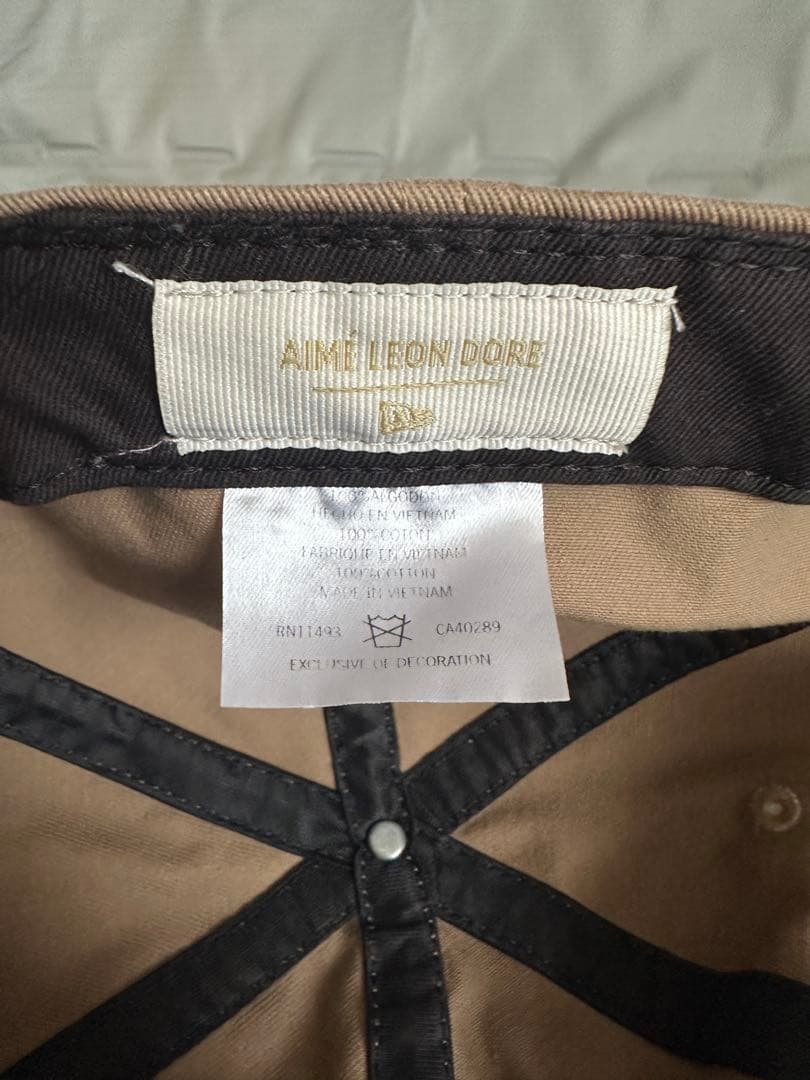 AIMÉ LEON DORE
100% ALGODON
HECHO EN VIETNAM
100% COTON
FABRIQUE EN VIETNAM
100% COTTON
MADE IN VIETNAM
RN11493 CA40289
EXCLUSIVE OF DECORATION